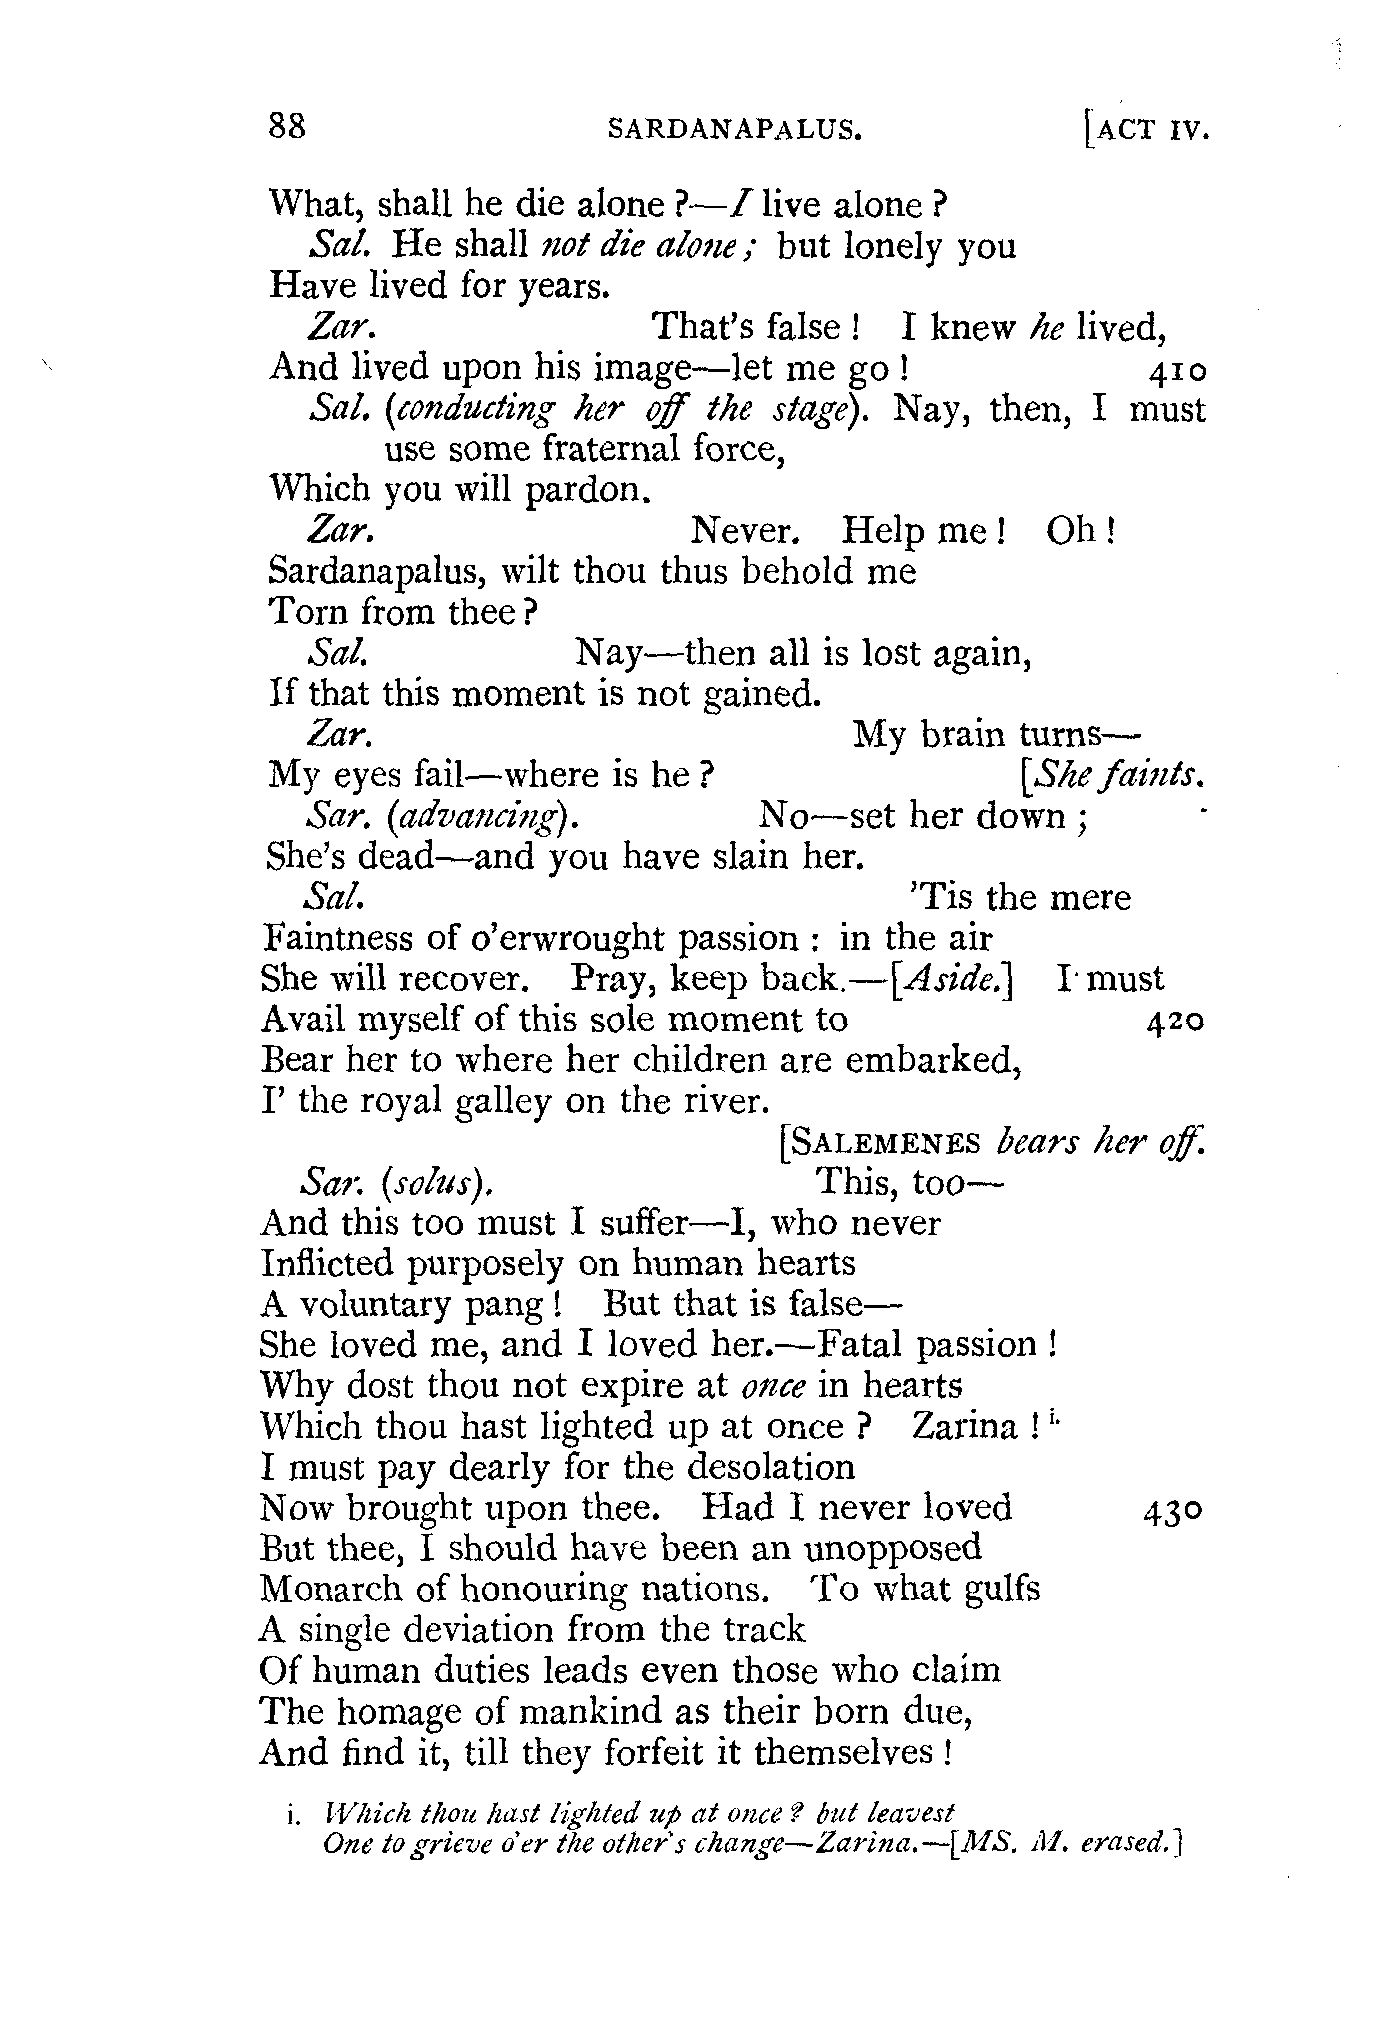 88 SARDANAPALUS. [ACT IV.
What, shall he die alone ?—I live alone ?
Sal. He shall not die alone ; but lonely you
Have lived for years.
Zar. That's false ! I knew he lived,
And lived upon his image—let me go ! 410
Sal. (conducting her off the stage). Nay, then, I must
use some fraternal force,
Which you will pardon.
Zar. Never. Help me ! Oh !
Sardanapalus, wilt thou thus behold me
Torn from thee ?
Sal. Nay—then all is lost again,
If that this moment is not gained.
Zar. My brain turns—
My eyes fail—where is he ? [She faints.
Sar. (advancing). No—set her down ;
She's dead—and you have slain her.
Sal. 'Tis the mere
Faintness of o'erwrought passion : in the air
She will recover. Pray, keep back.—[Aside.] I must
Avail myself of this sole moment to 420
Bear her to where her children are embarked,
I' the royal galley on the river.
[SALEMENES bears her off.
Sar. (solus). This, too—
And this too must I suffer—I, who never
Inflicted purposely on human hearts
A voluntary pang ! But that is false—
She loved me, and I loved her.—Fatal passion !
Why dost thou not expire at once in hearts
Which thou hast lighted up at once ? Zarina ! i.
I must pay dearly for the desolation
Now brought upon thee. Had I never loved 430
But thee, I should have been an unopposed
Monarch of honouring nations. To what gulfs
A single deviation from the track
Of human duties leads even those who claim
The homage of mankind as their born due,
And find it, till they forfeit it themselves !
i. Which thou hast lighted up at once ? but leavest
One to grieve o'er the other's change—Zarina.—[MS. M. erased.]